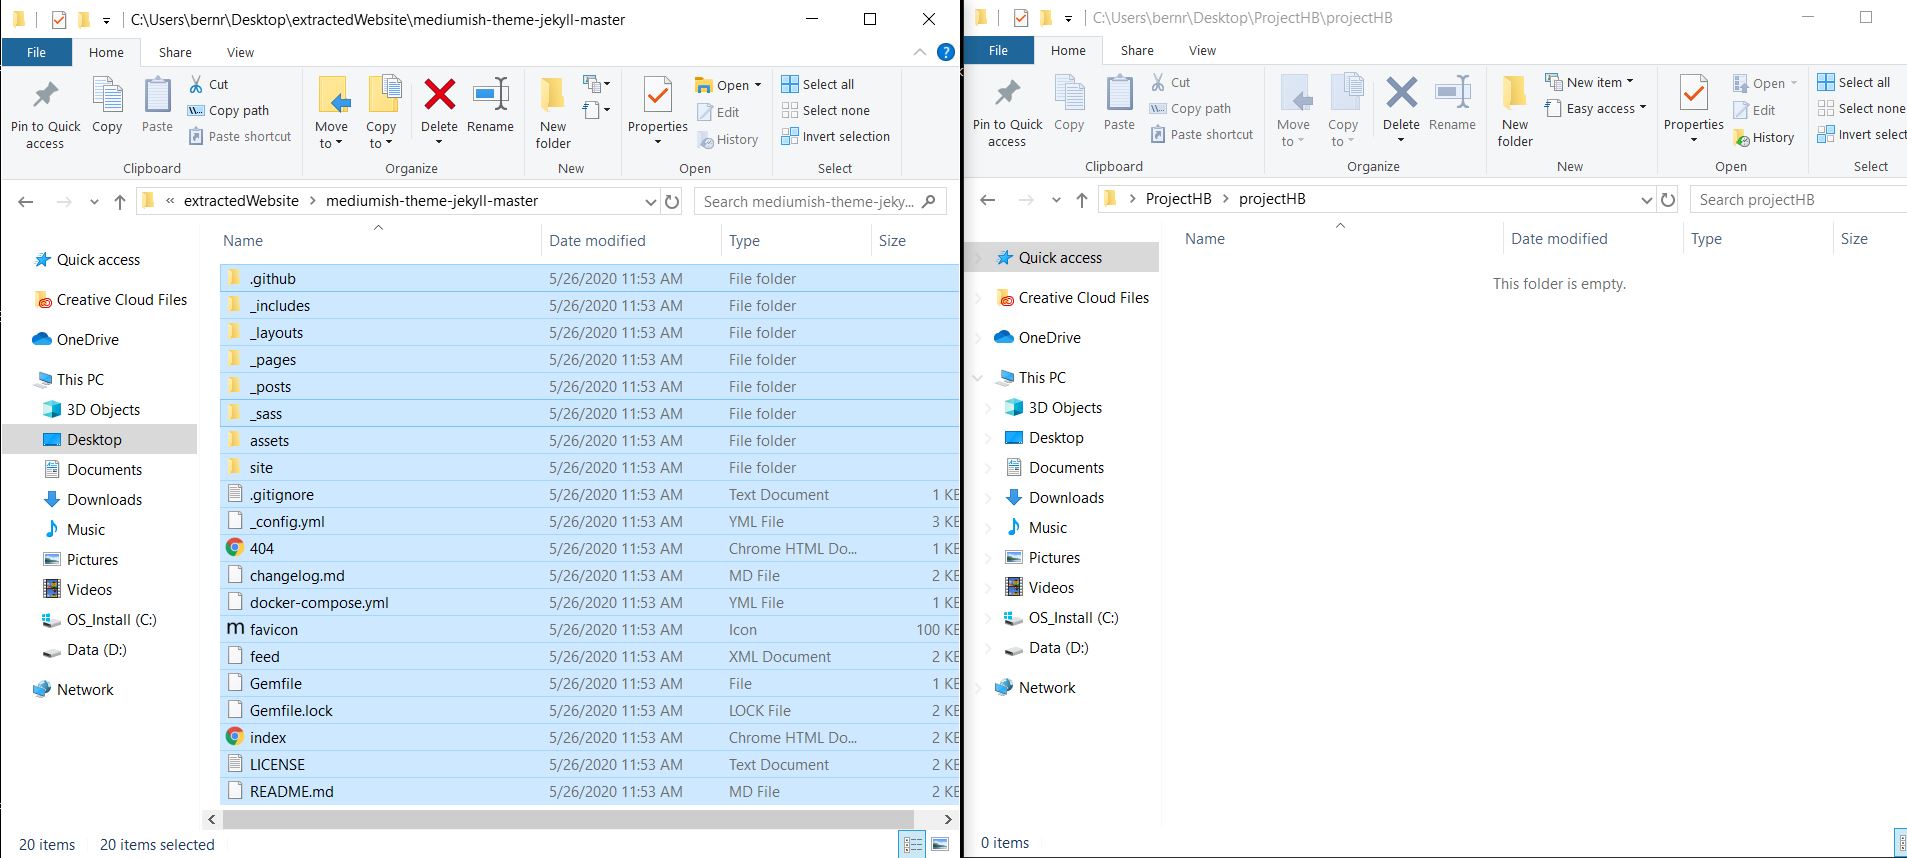 C:\Users\bernr\Desktop\extractedWebsite\mediumish-theme-jekyll-master
File Home Share View
Pin to Quick access
Copy
Paste
Cut
Copy path
Paste shortcut
Clipboard
Move to
Copy to
Delete
Rename
Organize
New folder
New
Properties
Open
Edit
History
Open
Select all
Select none
Invert selection
Select
« extractedWebsite > mediumish-theme-jekyll-master
Search mediumish-theme-jeky...
Quick access
Creative Cloud Files
OneDrive
This PC
3D Objects
Desktop
Documents
Downloads
Music
Pictures
Videos
OS_Install (C:)
Data (D:)
Network
Name Date modified Type Size
.github 5/26/2020 11:53 AM File folder
_includes 5/26/2020 11:53 AM File folder
_layouts 5/26/2020 11:53 AM File folder
_pages 5/26/2020 11:53 AM File folder
_posts 5/26/2020 11:53 AM File folder
_sass 5/26/2020 11:53 AM File folder
assets 5/26/2020 11:53 AM File folder
site 5/26/2020 11:53 AM File folder
.gitignore 5/26/2020 11:53 AM Text Document 1 KB
_config.yml 5/26/2020 11:53 AM YML File 3 KB
404 5/26/2020 11:53 AM Chrome HTML Do... 1 KB
changelog.md 5/26/2020 11:53 AM MD File 2 KB
docker-compose.yml 5/26/2020 11:53 AM YML File 1 KB
favicon 5/26/2020 11:53 AM Icon 100 KB
feed 5/26/2020 11:53 AM XML Document 2 KB
Gemfile 5/26/2020 11:53 AM File 1 KB
Gemfile.lock 5/26/2020 11:53 AM LOCK File 2 KB
index 5/26/2020 11:53 AM Chrome HTML Do... 2 KB
LICENSE 5/26/2020 11:53 AM Text Document 2 KB
README.md 5/26/2020 11:53 AM MD File 2 KB
20 items 20 items selected
C:\Users\bernr\Desktop\ProjectHB\projectHB
File Home Share View
Pin to Quick access
Copy
Paste
Cut
Copy path
Paste shortcut
Clipboard
Move to
Copy to
Delete
Rename
Organize
New folder
New item
Easy access
New
Properties
Open
Edit
History
Open
Select all
Select none
Invert select
Select
> ProjectHB > projectHB
Search projectHB
Quick access
Creative Cloud Files
OneDrive
This PC
3D Objects
Desktop
Documents
Downloads
Music
Pictures
Videos
OS_Install (C:)
Data (D:)
Network
Name Date modified Type Size
This folder is empty.
0 items